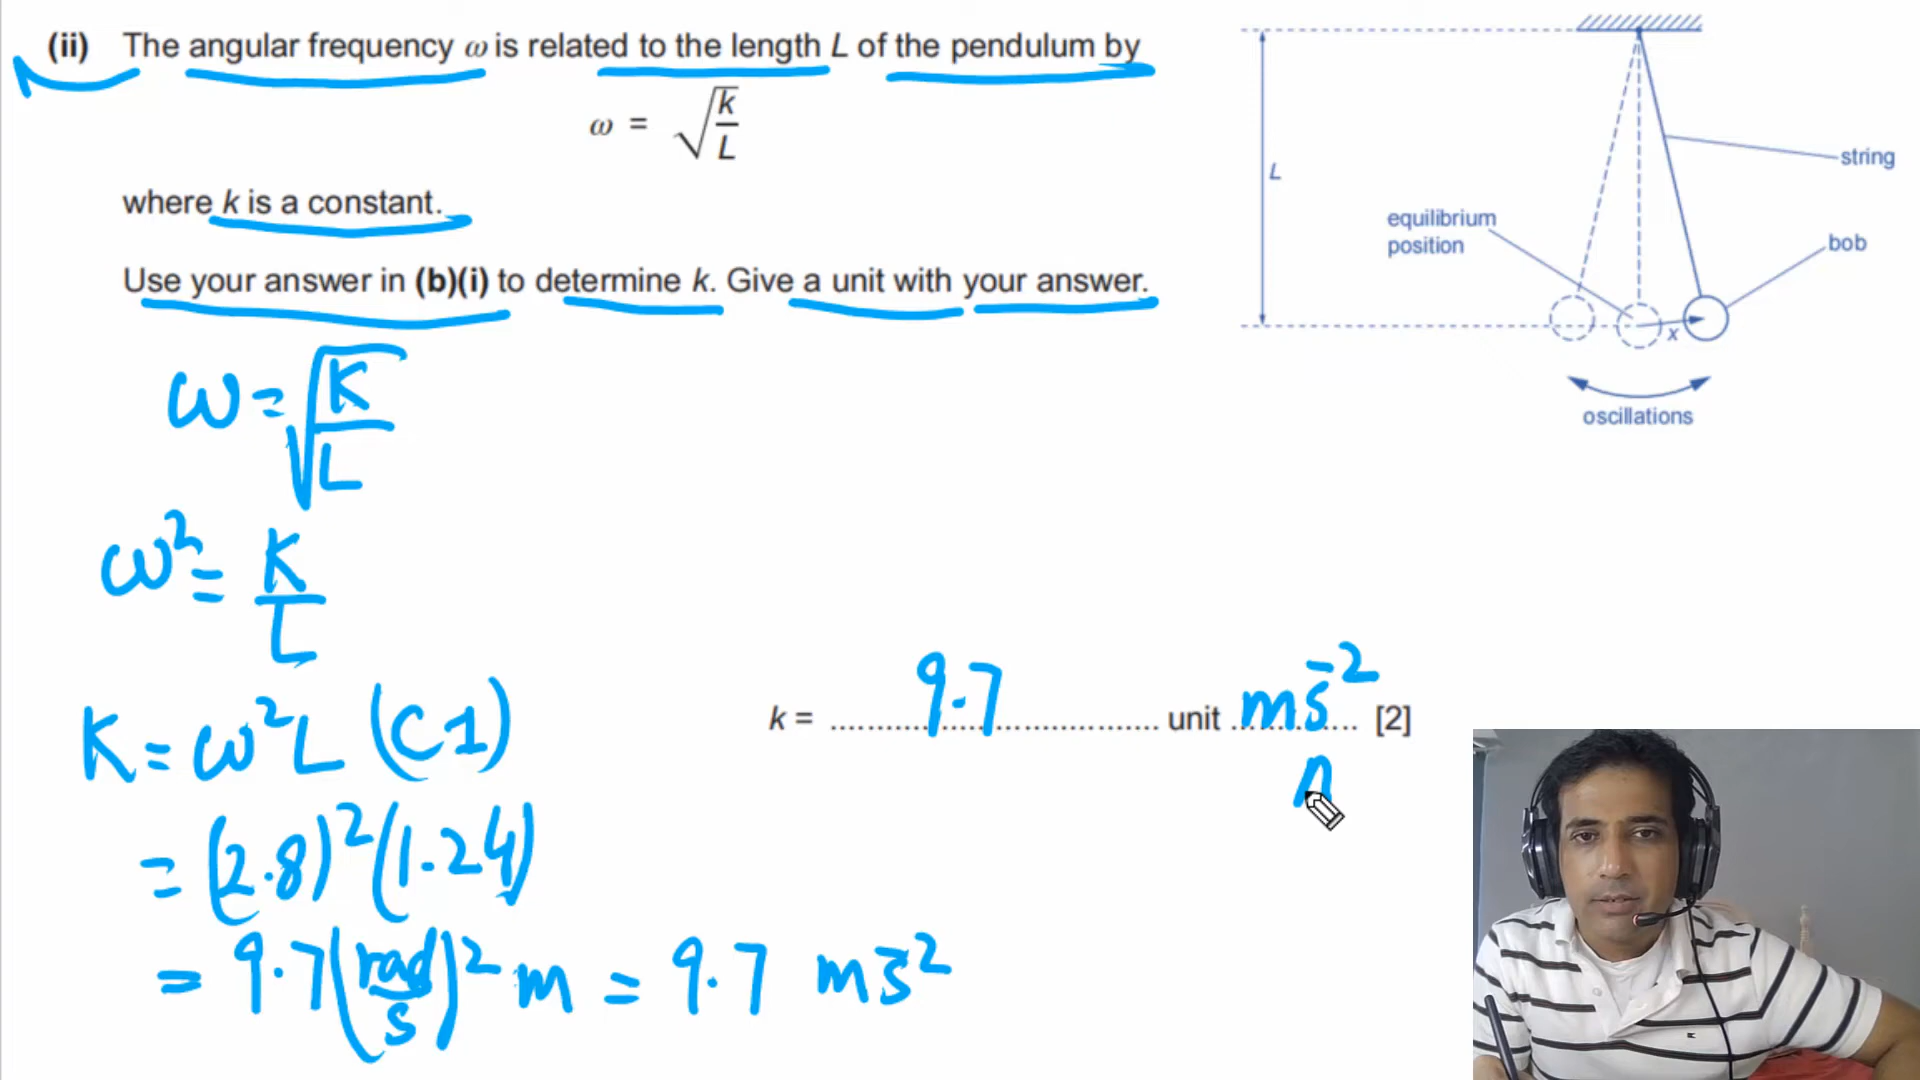 (ii) The angular frequency ω is related to the length L of the pendulum by
ω = √(k/L)
where k is a constant.
Use your answer in (b)(i) to determine k. Give a unit with your answer.
L
string
equilibrium
position
bob
x
oscillations
ω = √(K/L)
ω² = K/L
K = ω²L (C1)
= (2.8)²(1.24)
= 9.7 (rad/s)² m = 9.7 ms⁻²
k = 9.7 unit ms⁻² [2]